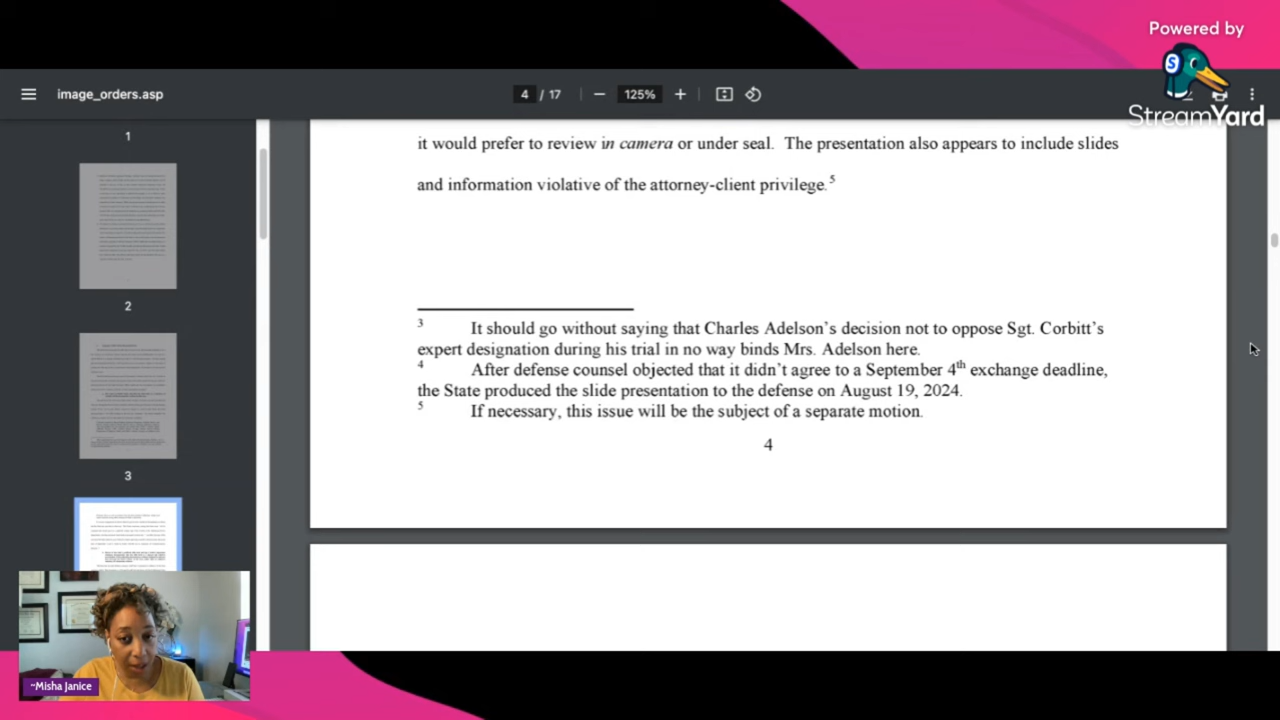 Powered by
S
StreamYard
image_orders.asp
4 / 17
125%
1
2
3
it would prefer to review in camera or under seal. The presentation also appears to include slides
and information violative of the attorney-client privilege.5
3 It should go without saying that Charles Adelson's decision not to oppose Sgt. Corbitt's
expert designation during his trial in no way binds Mrs. Adelson here.
4 After defense counsel objected that it didn't agree to a September 4th exchange deadline,
the State produced the slide presentation to the defense on August 19, 2024.
5 If necessary, this issue will be the subject of a separate motion.
4
~Misha Janice